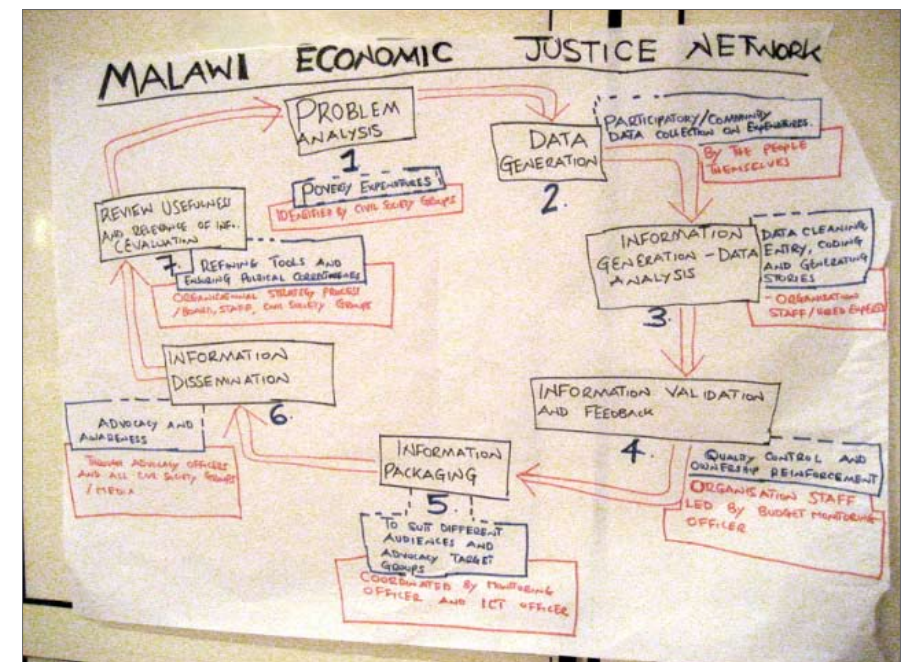 MALAWI ECONOMIC JUSTICE NETWORK
PROBLEM
ANALYSIS
1
POVERTY EXPENDITURES
IDENTIFIED BY CIVIL SOCIETY GROUPS
DATA
GENERATION
2.
PARTICIPATORY/COMMUNITY
DATA COLLECTION ON EXPENDITURES.
BY THE PEOPLE
THEMSELVES
INFORMATION
GENERATION - DATA
ANALYSIS
3.
DATA CLEANING
ENTRY, CODING
AND GENERATING
STORIES
- ORGANISATION
STAFF/HIRED EXPERTS
INFORMATION VALIDATION
AND FEEDBACK
4.
QUALITY CONTROL AND
OWNERSHIP REINFORCEMENT
ORGANISATION STAFF
LED BY BUDGET MONITORING
OFFICER
INFORMATION
PACKAGING
5.
TO SUIT DIFFERENT
AUDIENCES AND
ADVOCACY TARGET
GROUPS
COORDINATED BY MONITORING
OFFICER AND ICT OFFICER
INFORMATION
DISSEMINATION
6.
ADVOCACY AND
AWARENESS
THROUGH ADVOCACY OFFICERS
AND ALL CIVIL SOCIETY GROUPS
/MEDIA
REVIEW USEFULNESS
AND RELEVANCE OF INFO.
(EVALUATION
7.
REFINING TOOLS AND
ENSURING POLITICAL CORRECTNESS
ORGANISATIONAL STRATEGY PROCESS
/BOARD, STAFF, CIVIL SOCIETY GROUPS